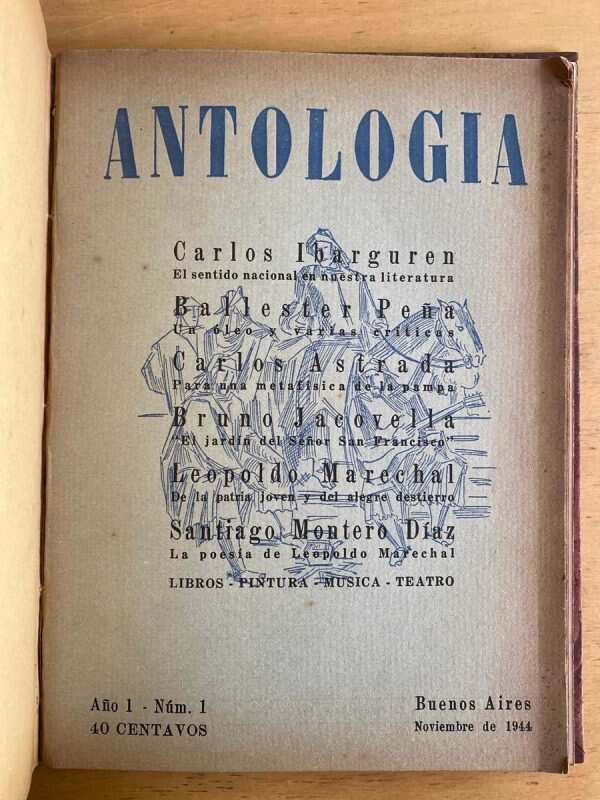 ANTOLOGIA
Carlos Ibarguren
El sentido nacional en nuestra literatura
Ballester Peña
Un óleo y varias críticas
Carlos Astrada
Para una metafísica de la pampa
Bruno Jacovella
"El jardín del Señor San Francisco"
Leopoldo Marechal
De la patria joven y del alegre destierro
Santiago Montero Díaz
La poesía de Leopoldo Marechal
LIBROS - PINTURA - MUSICA - TEATRO
Año 1 - Núm. 1
Buenos Aires
40 CENTAVOS
Noviembre de 1944